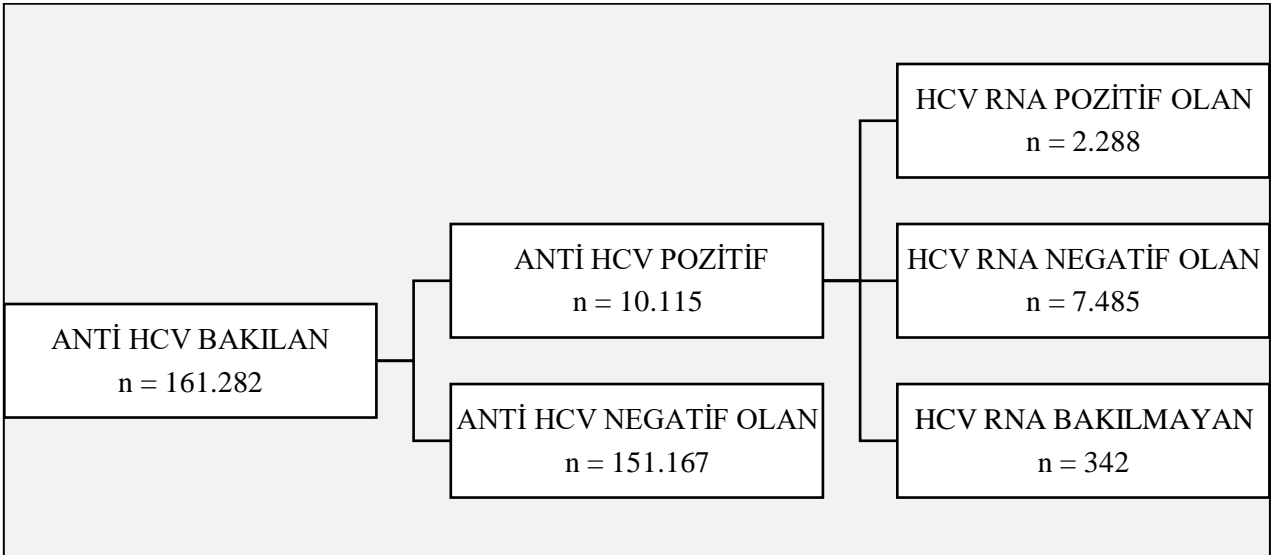 ANTİ HCV BAKILAN
n = 161.282
ANTİ HCV POZİTİF
n = 10.115
ANTİ HCV NEGATİF OLAN
n = 151.167
HCV RNA POZİTİF OLAN
n = 2.288
HCV RNA NEGATİF OLAN
n = 7.485
HCV RNA BAKILMAYAN
n = 342